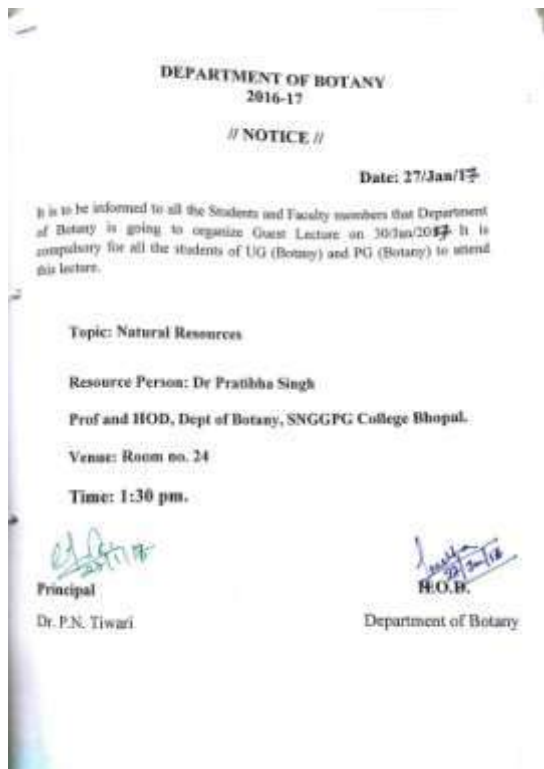 DEPARTMENT OF BOTANY
2016-17
// NOTICE //
Date: 27/Jan/17
It is to be informed to all the Students and Faculty members that Department
of Botany is going to organize Guest Lecture on 30/Jan/2017 It is
compulsory for all the students of UG (Botany) and PG (Botany) to attend
this lecture.
Topic: Natural Resources
Resource Person: Dr Pratibha Singh
Prof and HOD, Dept of Botany, SNGGPG College Bhopal.
Venue: Room no. 24
Time: 1:30 pm.
Principal
H.O.D.
Dr. P.N. Tiwari
Department of Botany